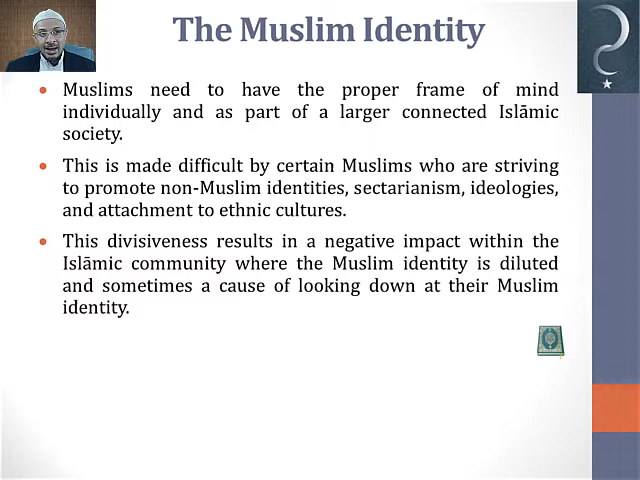 The Muslim Identity
• Muslims need to have the proper frame of mind
individually and as part of a larger connected Islāmic
society.
• This is made difficult by certain Muslims who are striving
to promote non-Muslim identities, sectarianism, ideologies,
and attachment to ethnic cultures.
• This divisiveness results in a negative impact within the
Islāmic community where the Muslim identity is diluted
and sometimes a cause of looking down at their Muslim
identity.